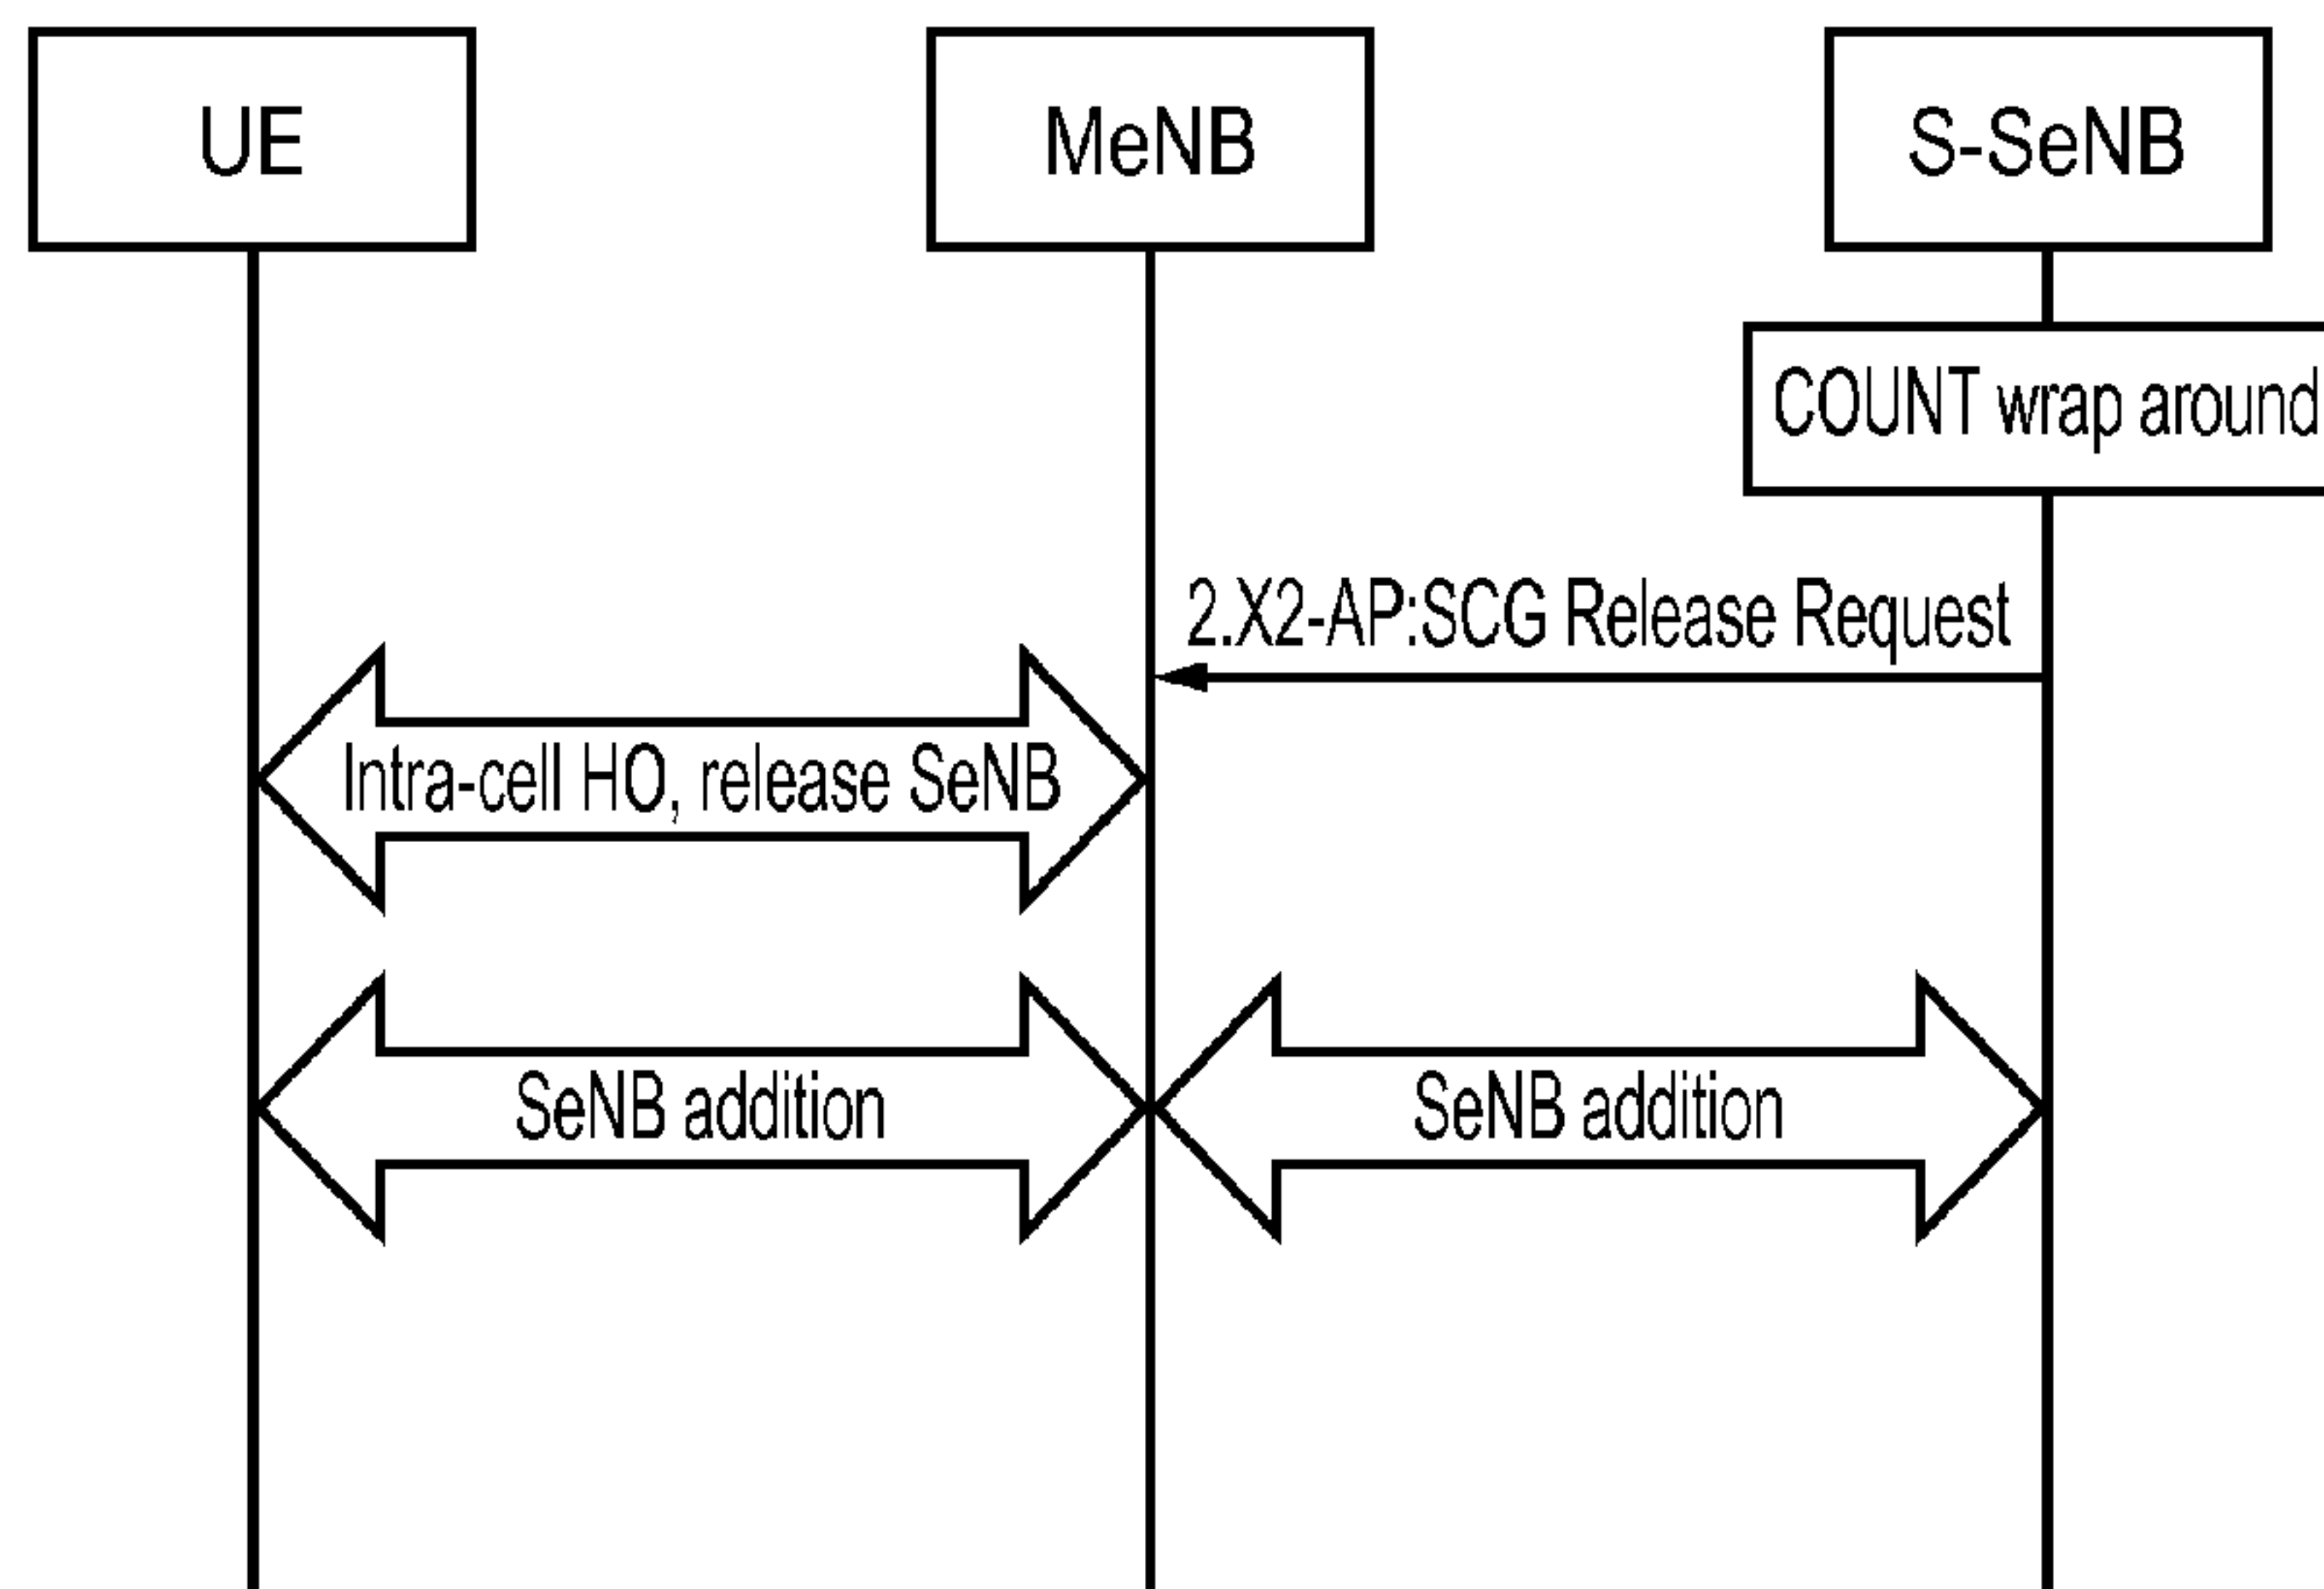 UE
MeNB
S-SeNB
COUNT wrap around
2.X2-AP:SCG Release Request
Intra-cell HO, release SeNB
SeNB addition
SeNB addition